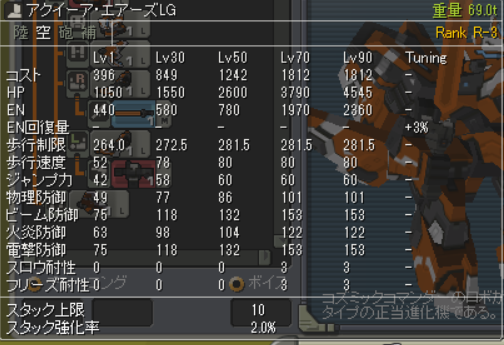 アクイーア・エアーズLG 重量 69.0t
陸 空 砲 補 Rank R-3
Lv1 Lv30 Lv50 Lv70 Lv90 Tuning
コスト 396 849 1242 1812 1812 -
HP 1050 1550 2600 3790 4545 -
EN 440 580 780 1970 2360 -
EN回復量 - - - - - +3%
歩行制限 264.0 272.5 281.5 281.5 281.5 -
歩行速度 52 78 80 80 80 -
ジャンプ力 42 58 60 60 60 -
物理防御 49 77 86 101 101 -
ビーム防御 75 118 132 153 153 -
火炎防御 63 98 104 122 122 -
電撃防御 75 118 132 153 153 -
スロウ耐性 0 0 0 3 3 -
フリーズ耐性 0 0 0 3 3 -
ング ボイ
コスミックコマンダーのロボが
スタック上限 10 タイプの正当進化機である。
スタック強化率 2.0%